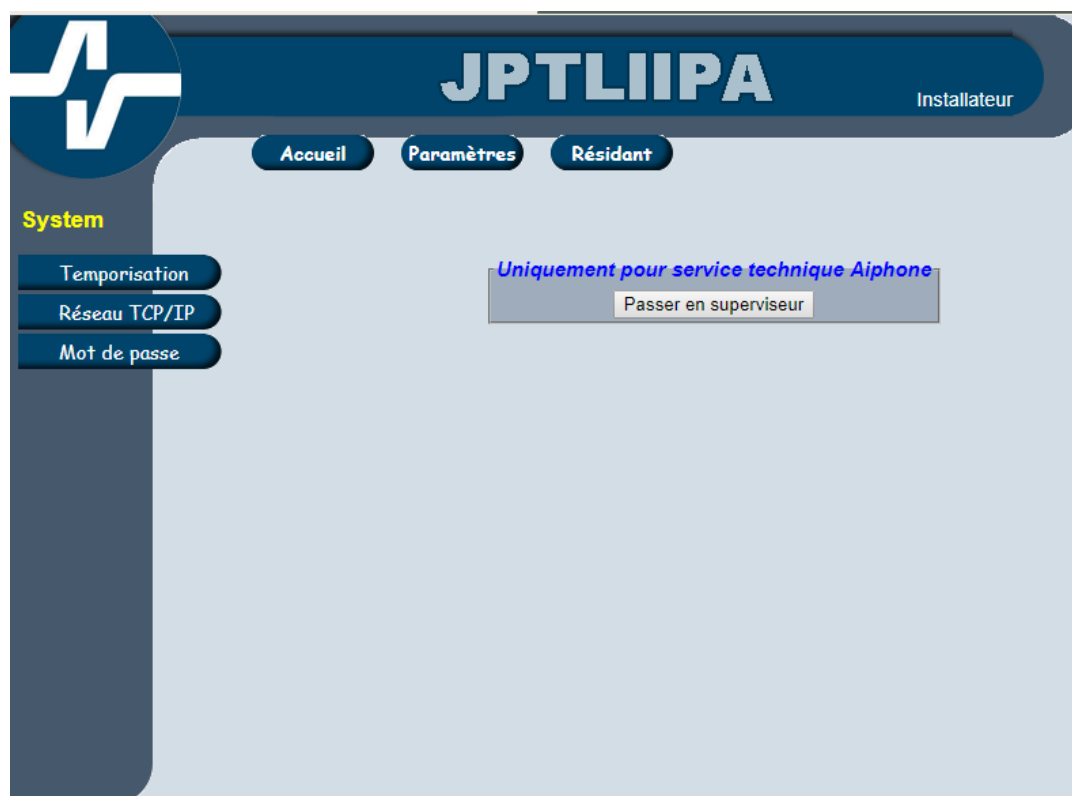 JPTLIIPA
Installateur
Accueil
Paramètres
Résidant
System
Temporisation
Réseau TCP/IP
Mot de passe
Uniquement pour service technique Aiphone
Passer en superviseur